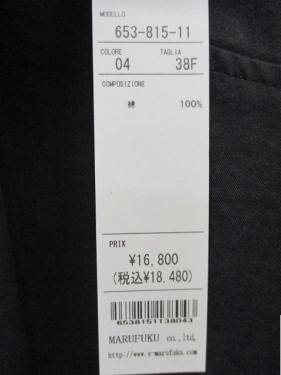 MODELLO
653-815-11
COLORE TAGLIA
04 38F
COMPOSIZIONE
綿 100%
PRIX
¥16,800
(税込¥18,480)
6538151138043
MARUFUKU co.,ltd,
http://www.e-marufuku.com/